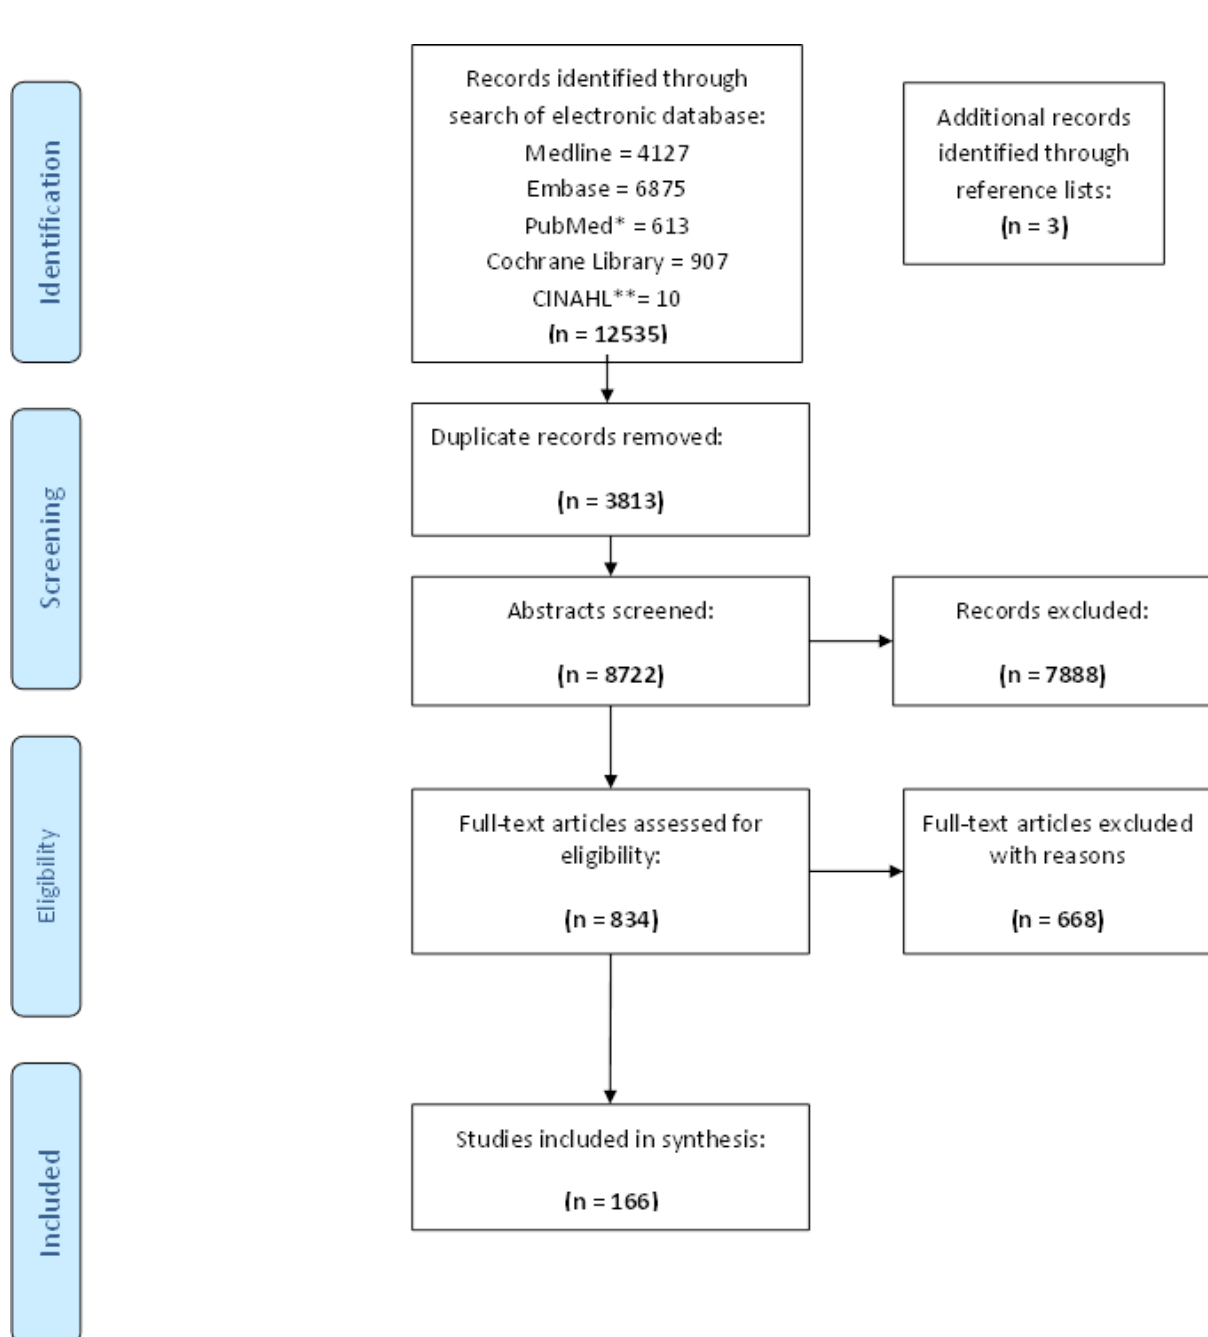 Identification
Records identified through
search of electronic database:
Medline = 4127
Embase = 6875
PubMed* = 613
Cochrane Library = 907
CINAHL**= 10
(n = 12535)
Additional records
identified through
reference lists:
(n = 3)
Screening
Duplicate records removed:
(n = 3813)
Abstracts screened:
(n = 8722)
Records excluded:
(n = 7888)
Eligibility
Full-text articles assessed for
eligibility:
(n = 834)
Full-text articles excluded
with reasons
(n = 668)
Included
Studies included in synthesis:
(n = 166)